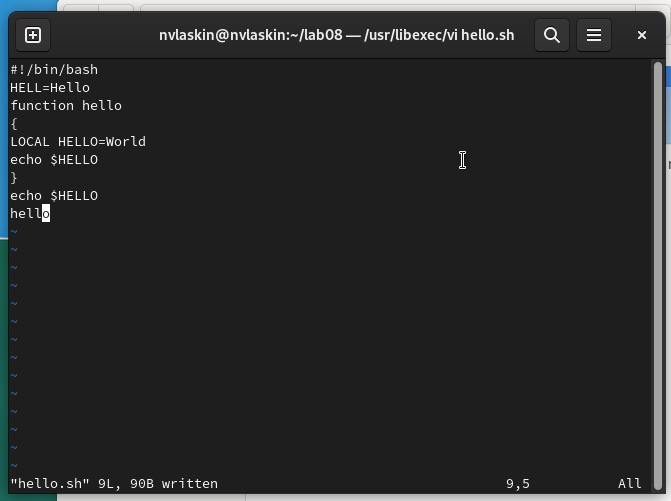 nvlaskin@nvlaskin:~/lab08 — /usr/libexec/vi hello.sh
#!/bin/bash
HELL=Hello
function hello
{
LOCAL HELLO=World
echo $HELLO
}
echo $HELLO
hello
~
~
~
~
~
~
~
~
~
~
~
~
~
~
"hello.sh" 9L, 90B written 9,5 All